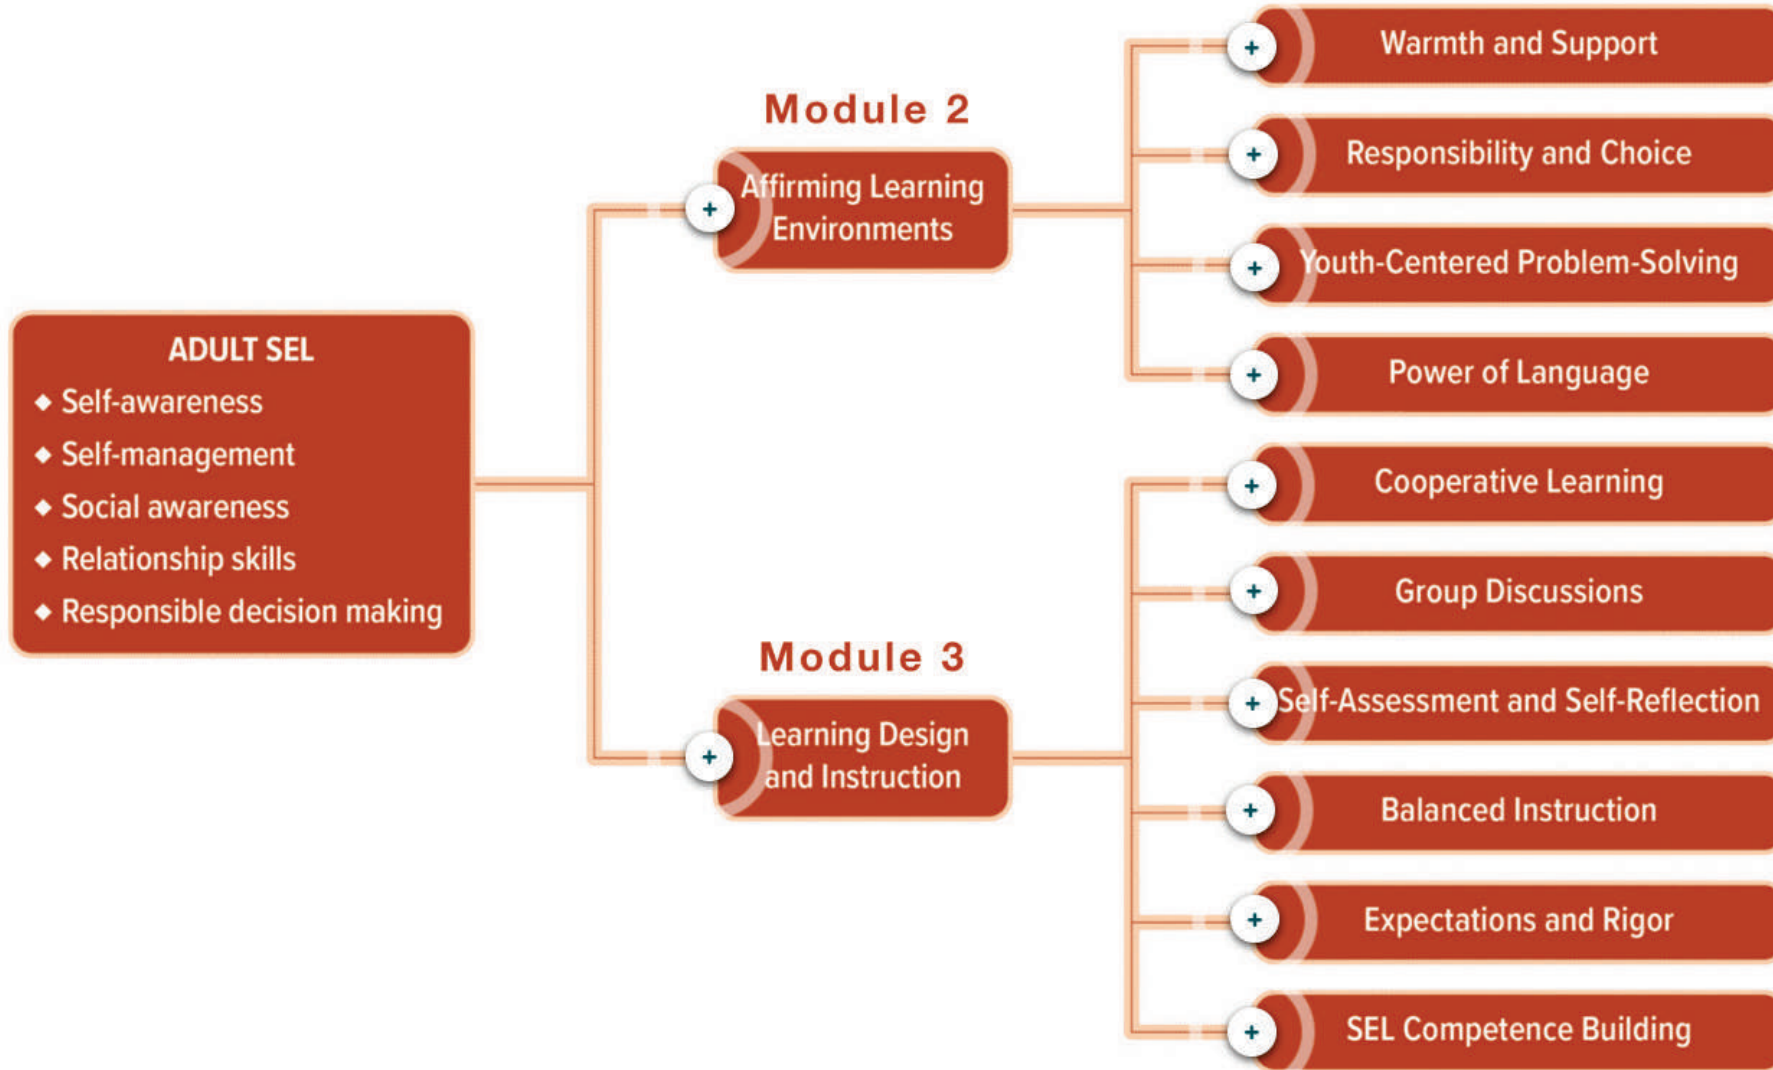 ADULT SEL
◆ Self-awareness
◆ Self-management
◆ Social awareness
◆ Relationship skills
◆ Responsible decision making
Module 2
Affirming Learning
Environments
Warmth and Support
Responsibility and Choice
Youth-Centered Problem-Solving
Power of Language
Module 3
Learning Design
and Instruction
Cooperative Learning
Group Discussions
Self-Assessment and Self-Reflection
Balanced Instruction
Expectations and Rigor
SEL Competence Building